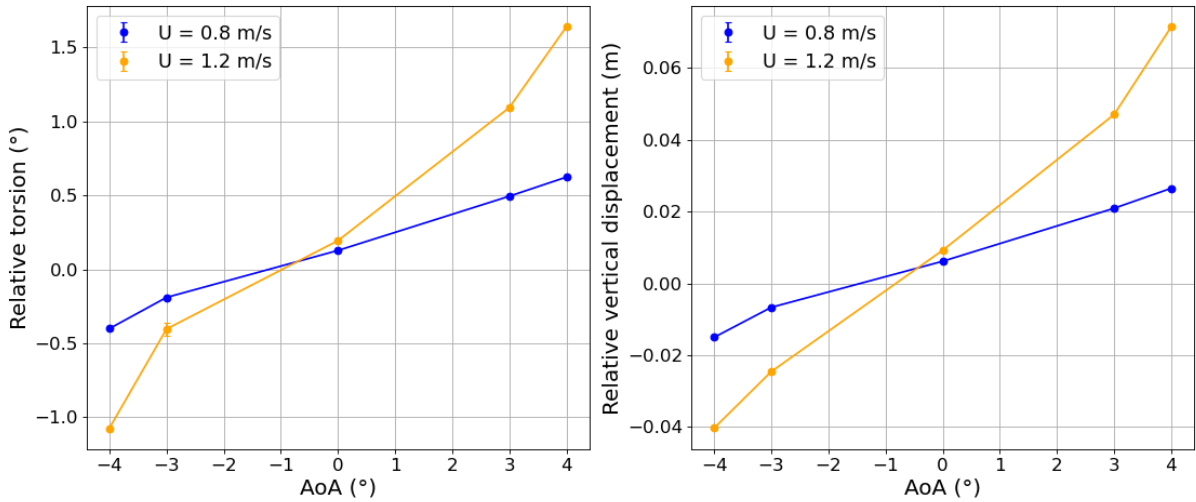 U = 0.8 m/s
U = 1.2 m/s
Relative torsion (°)
1.5
1.0
0.5
0.0
−0.5
−1.0
−4 −3 −2 −1 0 1 2 3 4
AoA (°)
U = 0.8 m/s
U = 1.2 m/s
Relative vertical displacement (m)
0.06
0.04
0.02
0.00
−0.02
−0.04
−4 −3 −2 −1 0 1 2 3 4
AoA (°)